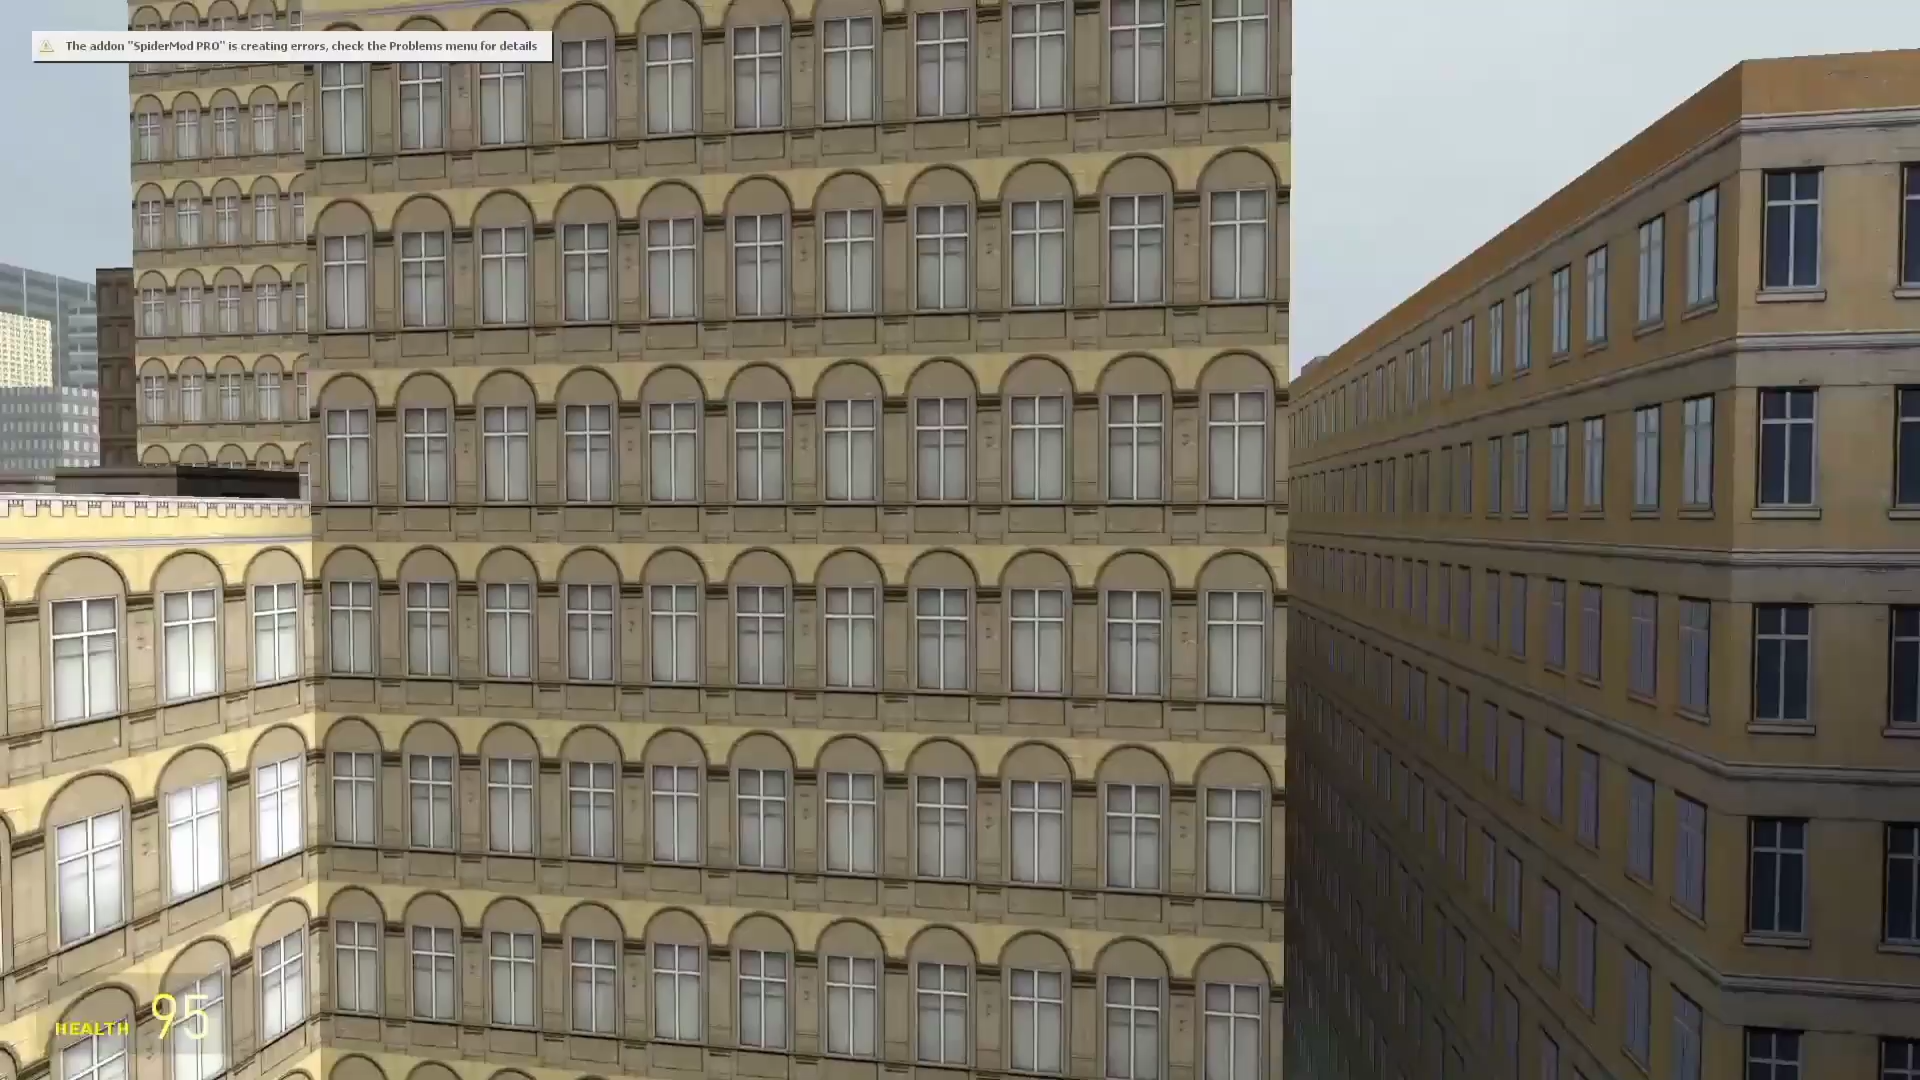 The addon "SpiderMod PRO" is creating errors, check the Problems menu for details
HEALTH 95